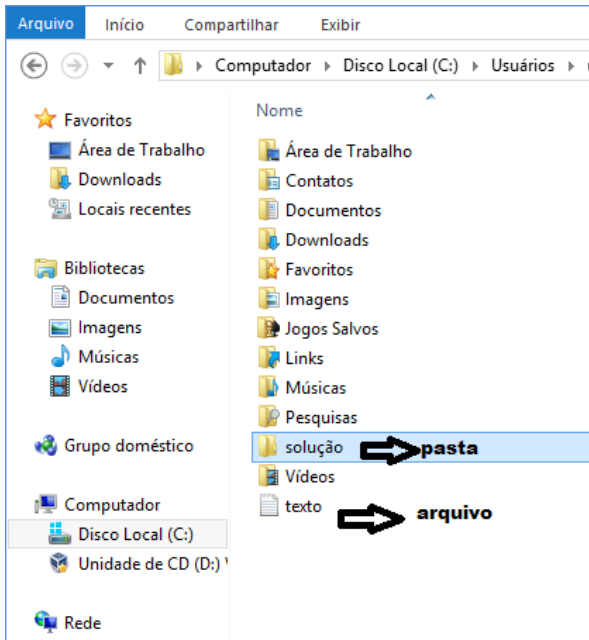 Arquivo Início Compartilhar Exibir
Computador Disco Local (C:) Usuários
Nome
Favoritos
Área de Trabalho
Downloads
Locais recentes
Bibliotecas
Documentos
Imagens
Músicas
Vídeos
Grupo doméstico
Computador
Disco Local (C:)
Unidade de CD (D:)
Rede
Área de Trabalho
Contatos
Documentos
Downloads
Favoritos
Imagens
Jogos Salvos
Links
Músicas
Pesquisas
solução pasta
Vídeos
texto arquivo